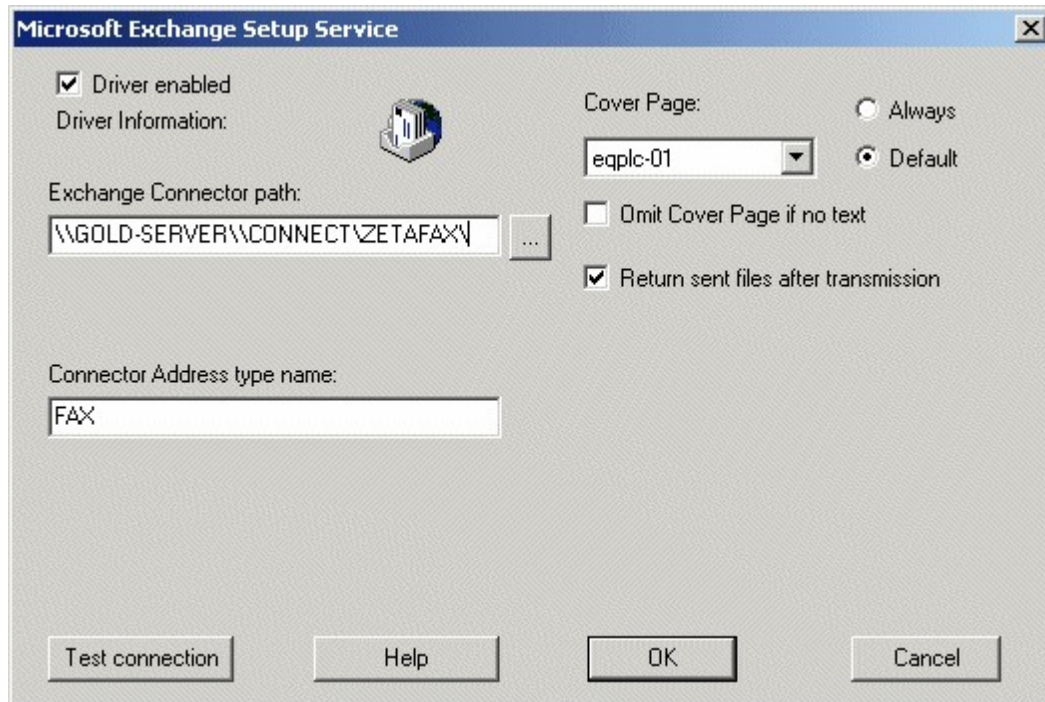 Microsoft Exchange Setup Service
Driver enabled
Driver Information:
Exchange Connector path:
\\GOLD-SERVER\\CONNECT\ZETAFAX\
...
Connector Address type name:
FAX
Cover Page:
eqplc-01
Always
Default
Omit Cover Page if no text
Return sent files after transmission
Test connection
Help
OK
Cancel